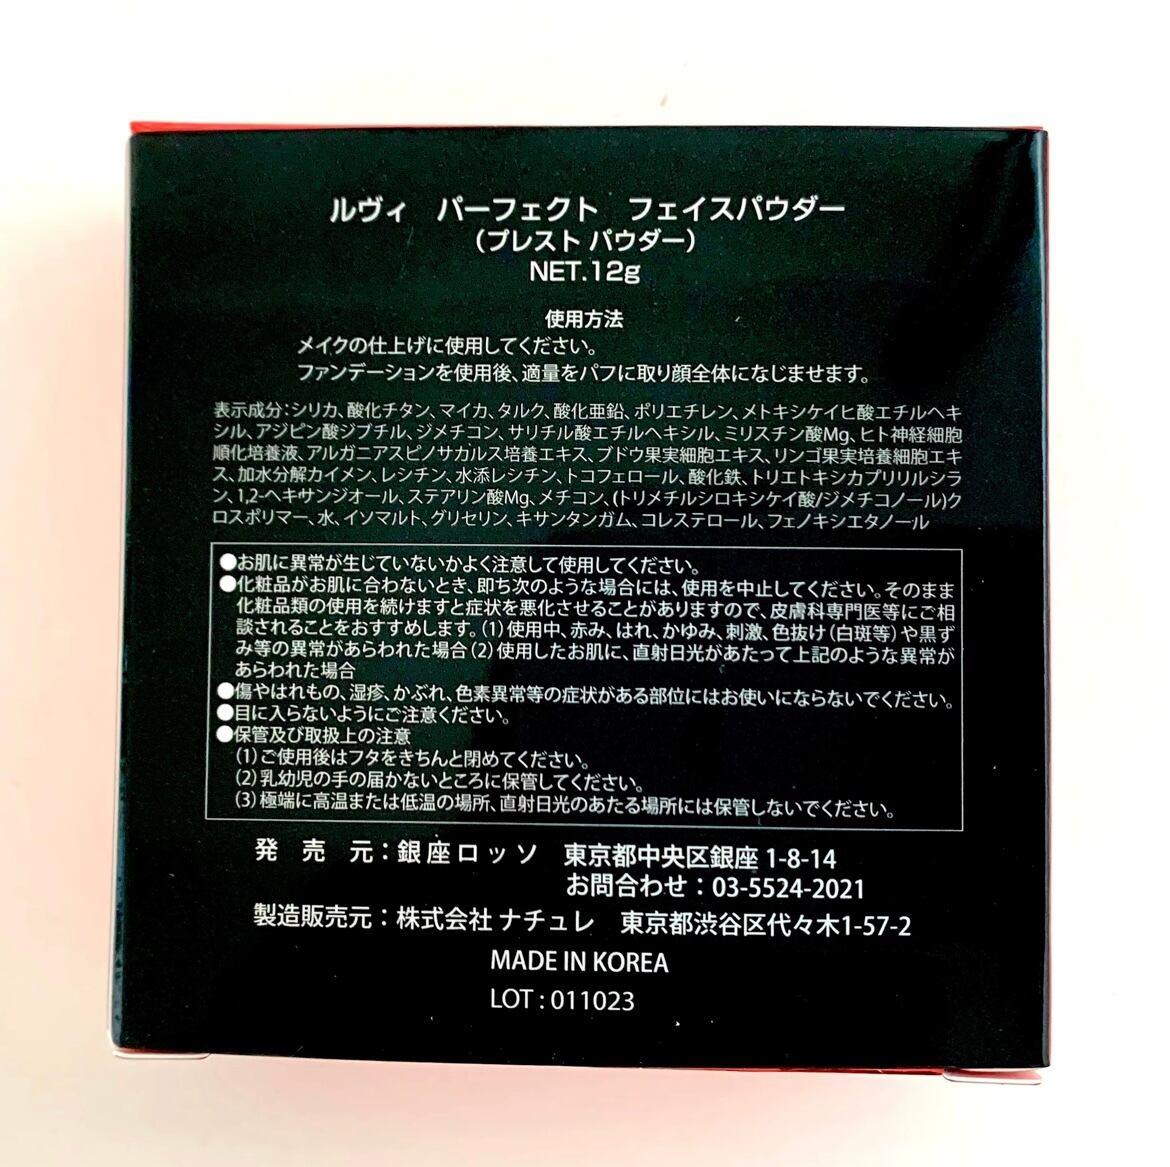 ルヴィ　パーフェクト　フェイスパウダー
（プレスト パウダー）
NET.12g
使用方法
メイクの仕上げに使用してください。
ファンデーションを使用後、適量をパフに取り顔全体になじませます。
表示成分：シリカ、酸化チタン、マイカ、タルク、酸化亜鉛、ポリエチレン、メトキシケイヒ酸エチルヘキ
シル、アジピン酸ジブチル、ジメチコン、サリチル酸エチルヘキシル、ミリスチン酸Mg、ヒト神経細胞
順化培養液、アルガニアスピノサカルス培養エキス、ブドウ果実細胞エキス、リンゴ果実培養細胞エキ
ス、加水分解カイメン、レシチン、水添レシチン、トコフェロール、酸化鉄、トリエトキシカプリリルシラ
ン、1,2-ヘキサンジオール、ステアリン酸Mg、メチコン、（トリメチルシロキシケイ酸/ジメチコノール）ク
ロスポリマー、水、イソマルト、グリセリン、キサンタンガム、コレステロール、フェノキシエタノール
●お肌に異常が生じていないかよく注意して使用してください。
●化粧品がお肌に合わないとき、即ち次のような場合には、使用を中止してください。そのまま
化粧品類の使用を続けますと症状を悪化させることがありますので、皮膚科専門医等にご相
談されることをおすすめします。（1）使用中、赤み、はれ、かゆみ、刺激、色抜け（白斑等）や黒ず
み等の異常があらわれた場合（2）使用したお肌に、直射日光があたって上記のような異常が
あらわれた場合
●傷やはれもの、湿疹、かぶれ、色素異常等の症状がある部位にはお使いにならないでください。
●目に入らないようにご注意ください。
●保管及び取扱上の注意
（1）ご使用後はフタをきちんと閉めてください。
（2）乳幼児の手の届かないところに保管してください。
（3）極端に高温または低温の場所、直射日光のあたる場所には保管しないでください。
発　売　元：銀座ロッソ　東京都中央区銀座 1-8-14
お問合わせ：03-5524-2021
製造販売元：株式会社 ナチュレ　東京都渋谷区代々木1-57-2
MADE IN KOREA
LOT : 011023